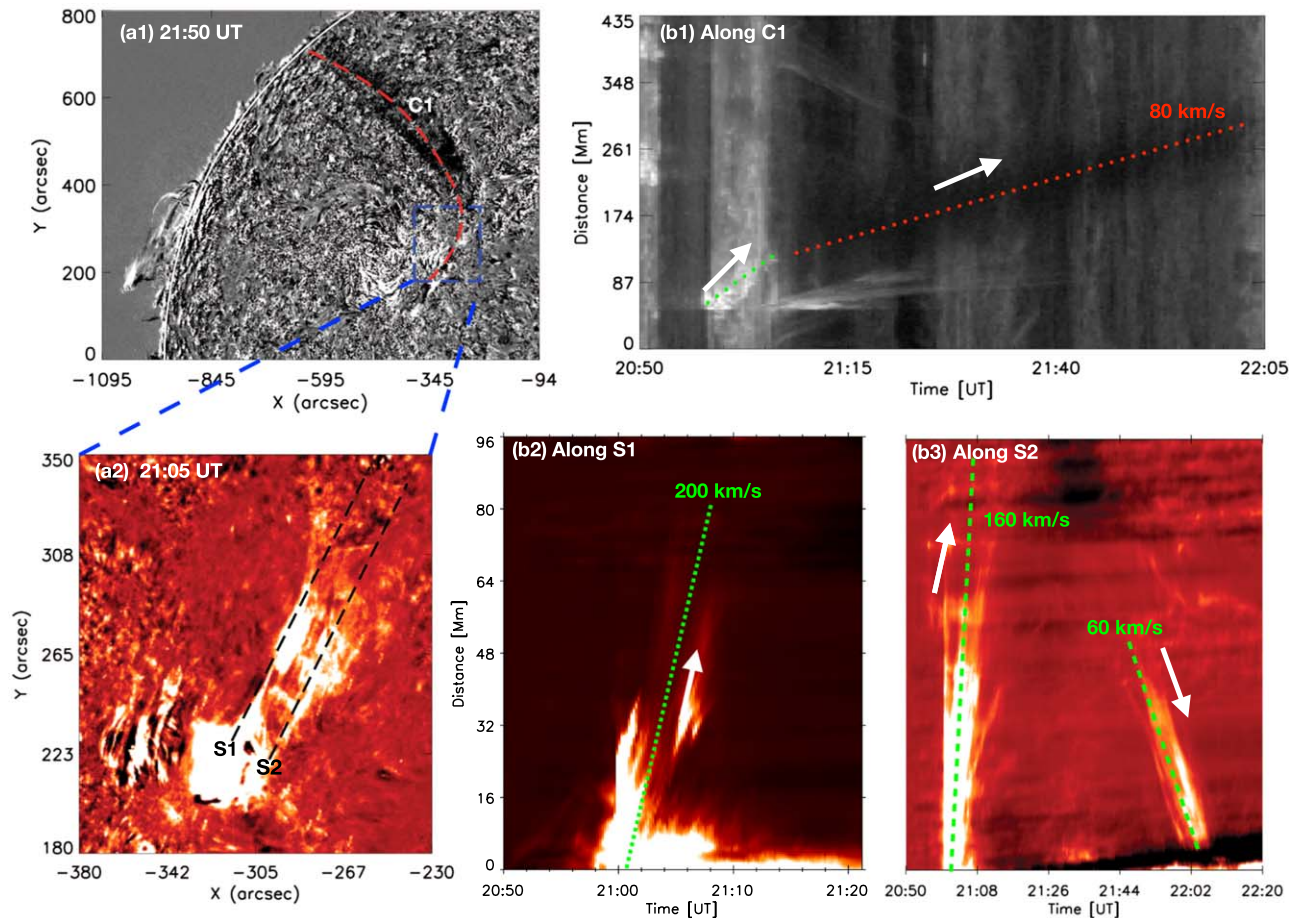 (a1) 21:50 UT
C1
800
600
400
200
0
Y (arcsec)
−1095 −845 −595 −345 −94
X (arcsec)
(b1) Along C1
80 km/s
435
348
261
174
87
0
Distance [Mm]
20:50 21:15 21:40 22:05
Time [UT]
(a2) 21:05 UT
S1
S2
350
308
265
223
180
Y (arcsec)
−380 −342 −305 −267 −230
X (arcsec)
(b2) Along S1
200 km/s
96
80
64
48
32
16
0
Distance [Mm]
20:50 21:00 21:10 21:20
Time [UT]
(b3) Along S2
160 km/s
60 km/s
20:50 21:08 21:26 21:44 22:02 22:20
Time [UT]